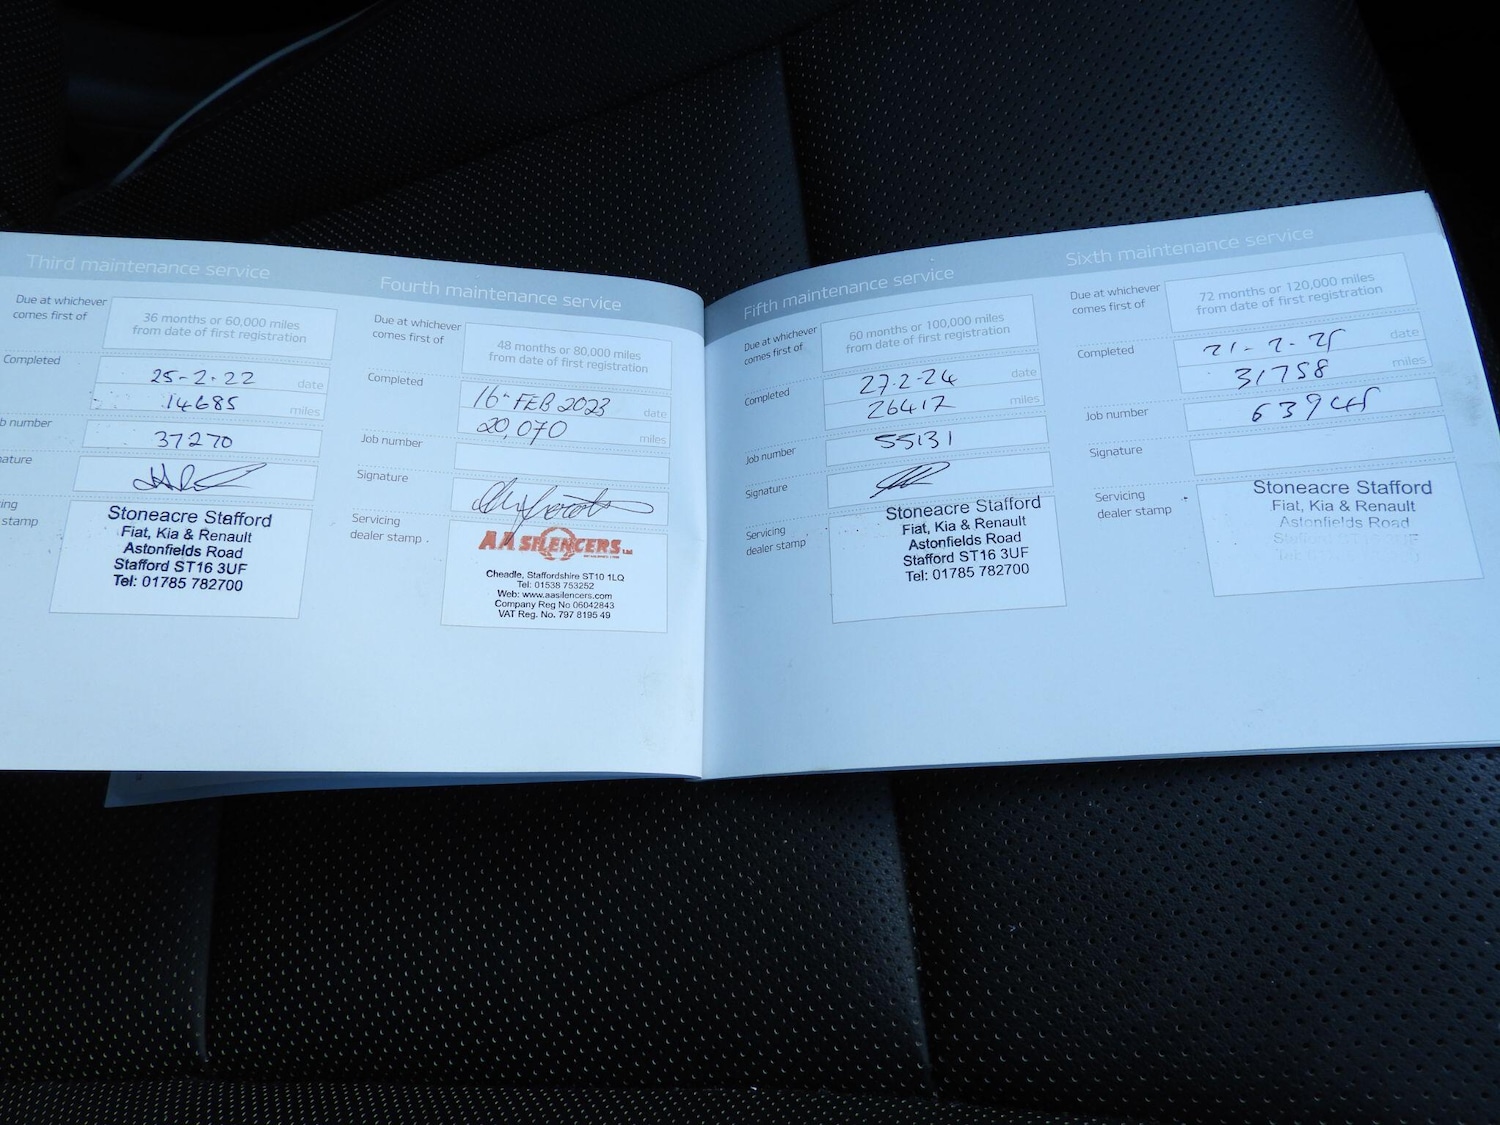 Third maintenance service
Due at whichever
comes first of
36 months or 60,000 miles
from date of first registration
Completed
25-2-22 date
14685 miles
b number
37270
ature
ing
stamp
Stoneacre Stafford
Fiat, Kia & Renault
Astonfields Road
Stafford ST16 3UF
Tel: 01785 782700
Fourth maintenance service
Due at whichever
comes first of
48 months or 80,000 miles
from date of first registration
Completed
16th FEB 2023 date
20,070 miles
Job number
Signature
Servicing
dealer stamp
AA SILENCERS Ltd
Cheadle, Staffordshire ST10 1LQ
Tel: 01538 753252
Web: www.aasilencers.com
Company Reg No 06042843
VAT Reg. No. 797 8195 49
Fifth maintenance service
Due at whichever
comes first of
60 months or 100,000 miles
from date of first registration
Completed
27-2-24 date
26417 miles
Job number
55131
Signature
Servicing
dealer stamp
Stoneacre Stafford
Fiat, Kia & Renault
Astonfields Road
Stafford ST16 3UF
Tel: 01785 782700
Sixth maintenance service
Due at whichever
comes first of
72 months or 120,000 miles
from date of first registration
Completed
21-2-25 date
31758 miles
Job number
63945
Signature
Servicing
dealer stamp
Stoneacre Stafford
Fiat, Kia & Renault
Astonfields Road